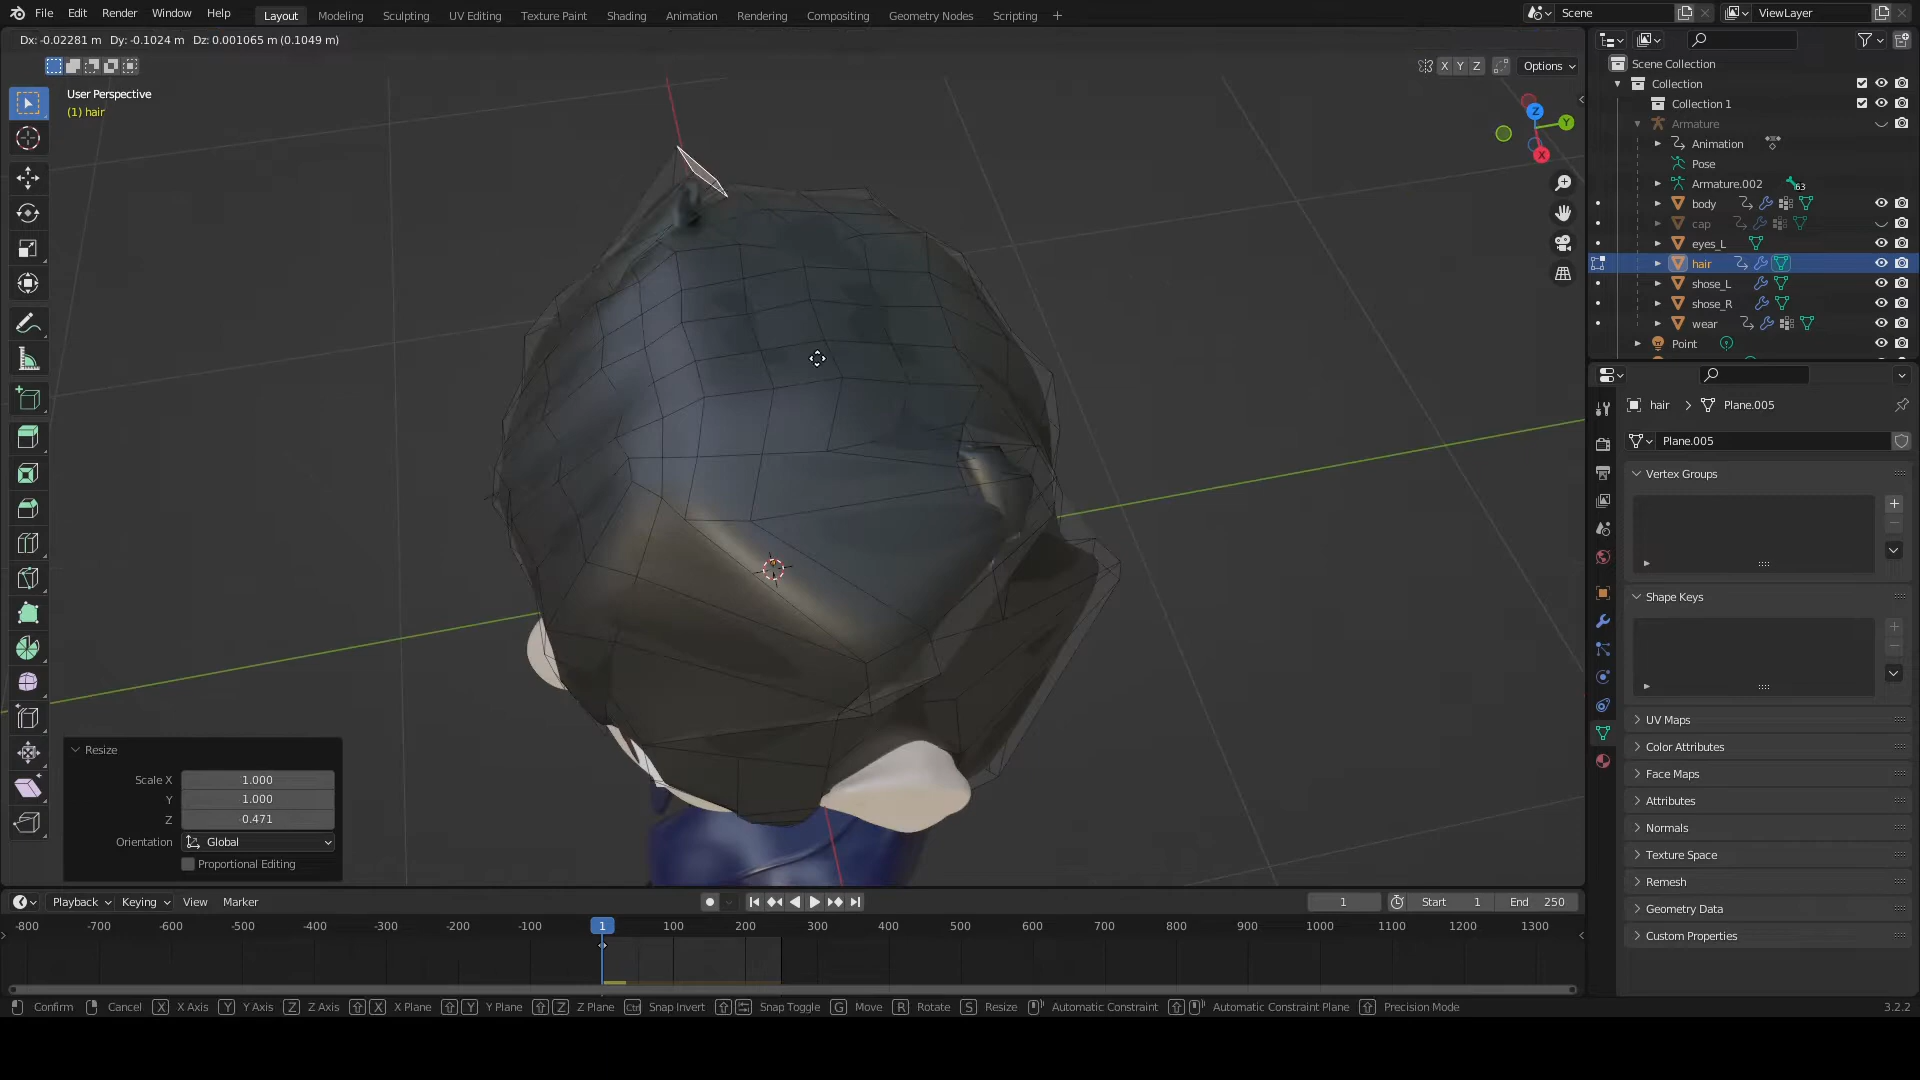 File Edit Render Window Help Layout Modeling Sculpting UV Editing Texture Paint Shading Animation Rendering Compositing Geometry Nodes Scripting + Scene ViewLayer
Dx: -0.02281 m Dy: -0.1024 m Dz: 0.001065 m (0.1049 m)
X Y Z Options
User Perspective
(1) hair
Z
Y
X
Scene Collection
Collection
Collection 1
Armature
Animation
Pose
Armature.002 63
body
cap
eyes_L
hair
shose_L
shose_R
wear
Point
hair > Plane.005
Plane.005
Vertex Groups
Shape Keys
UV Maps
Color Attributes
Face Maps
Attributes
Normals
Texture Space
Remesh
Geometry Data
Custom Properties
Resize
Scale X 1.000
Y 1.000
Z -0.471
Orientation Global
Proportional Editing
Playback Keying View Marker 1 Start 1 End 250
-800 -700 -600 -500 -400 -300 -200 -100 1 100 200 300 400 500 600 700 800 900 1000 1100 1200 1300
Confirm Cancel X X Axis Y Y Axis Z Z Axis X X Plane Y Y Plane Z Z Plane Ctrl Snap Invert Snap Toggle G Move R Rotate S Resize Automatic Constraint Automatic Constraint Plane Precision Mode 3.2.2